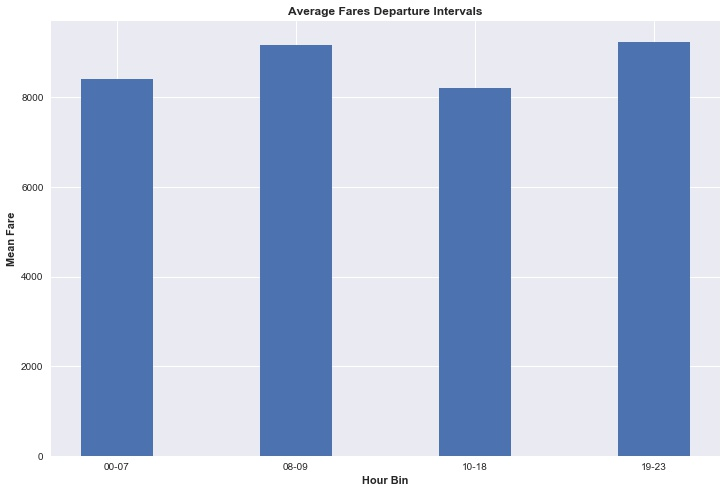 Average Fares Departure Intervals
8000
6000
4000
2000
0
Mean Fare
00-07 08-09 10-18 19-23
Hour Bin